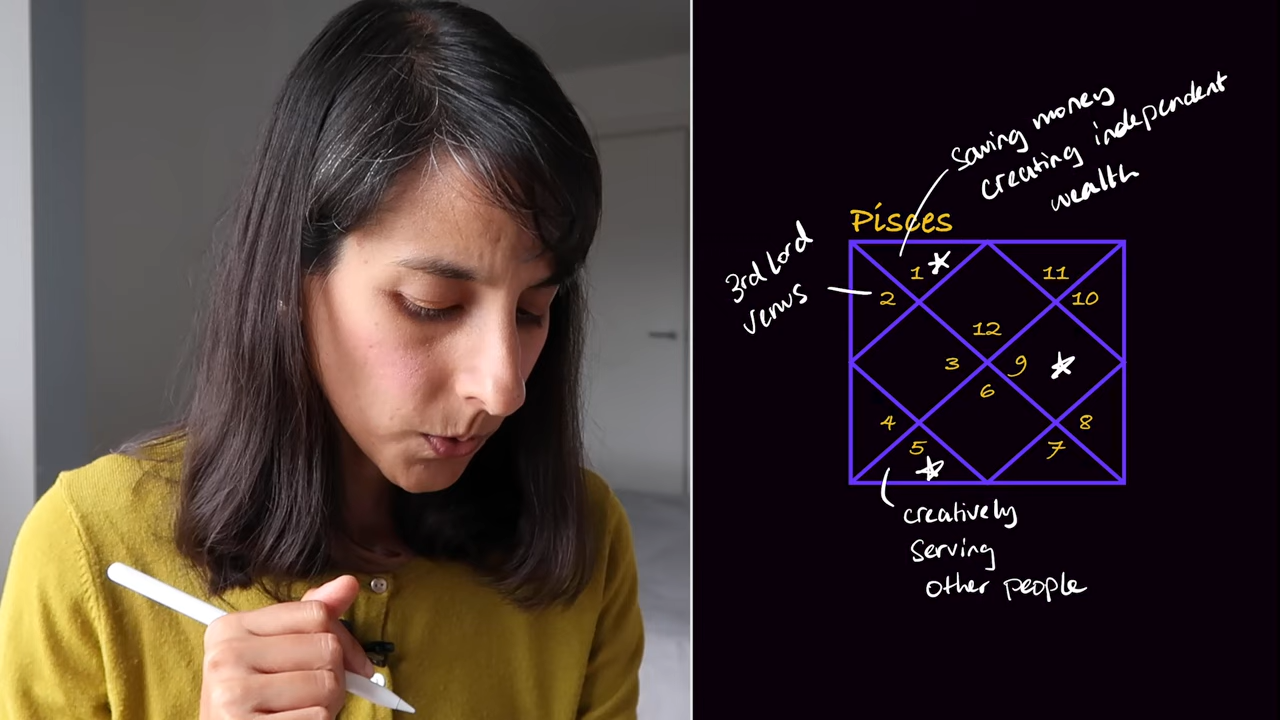 saving money
creating independent
wealth
Pisces
3rd lord
venus
1
11
2
10
12
3
9
6
4
8
5
7
creatively
serving
other people